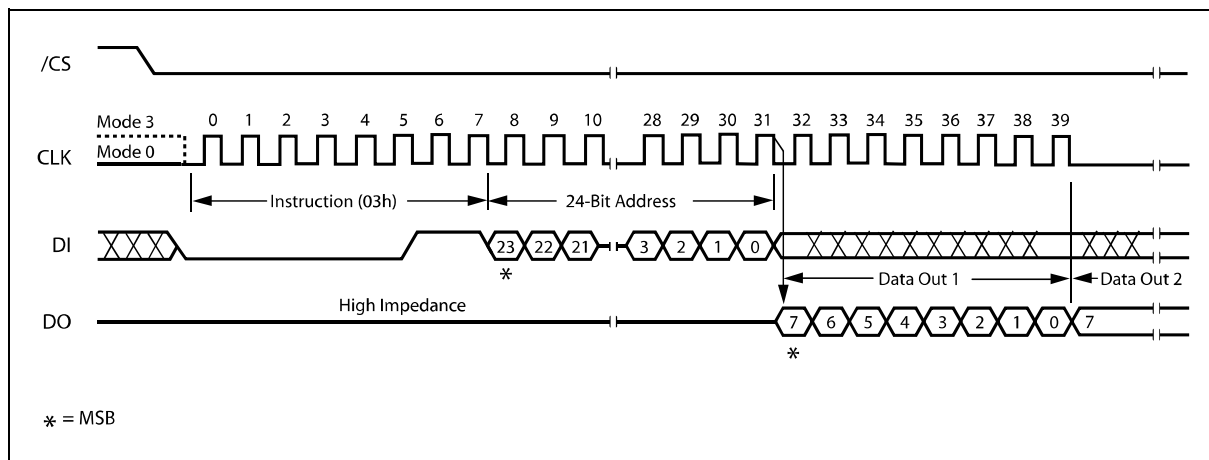 /CS
Mode 3
0 1 2 3 4 5 6 7 8 9 10 28 29 30 31 32 33 34 35 36 37 38 39
CLK
Mode 0
Instruction (03h) 24-Bit Address
DI
23 22 21 3 2 1 0
*
Data Out 1 Data Out 2
High Impedance
DO
7 6 5 4 3 2 1 0 7
*
* = MSB